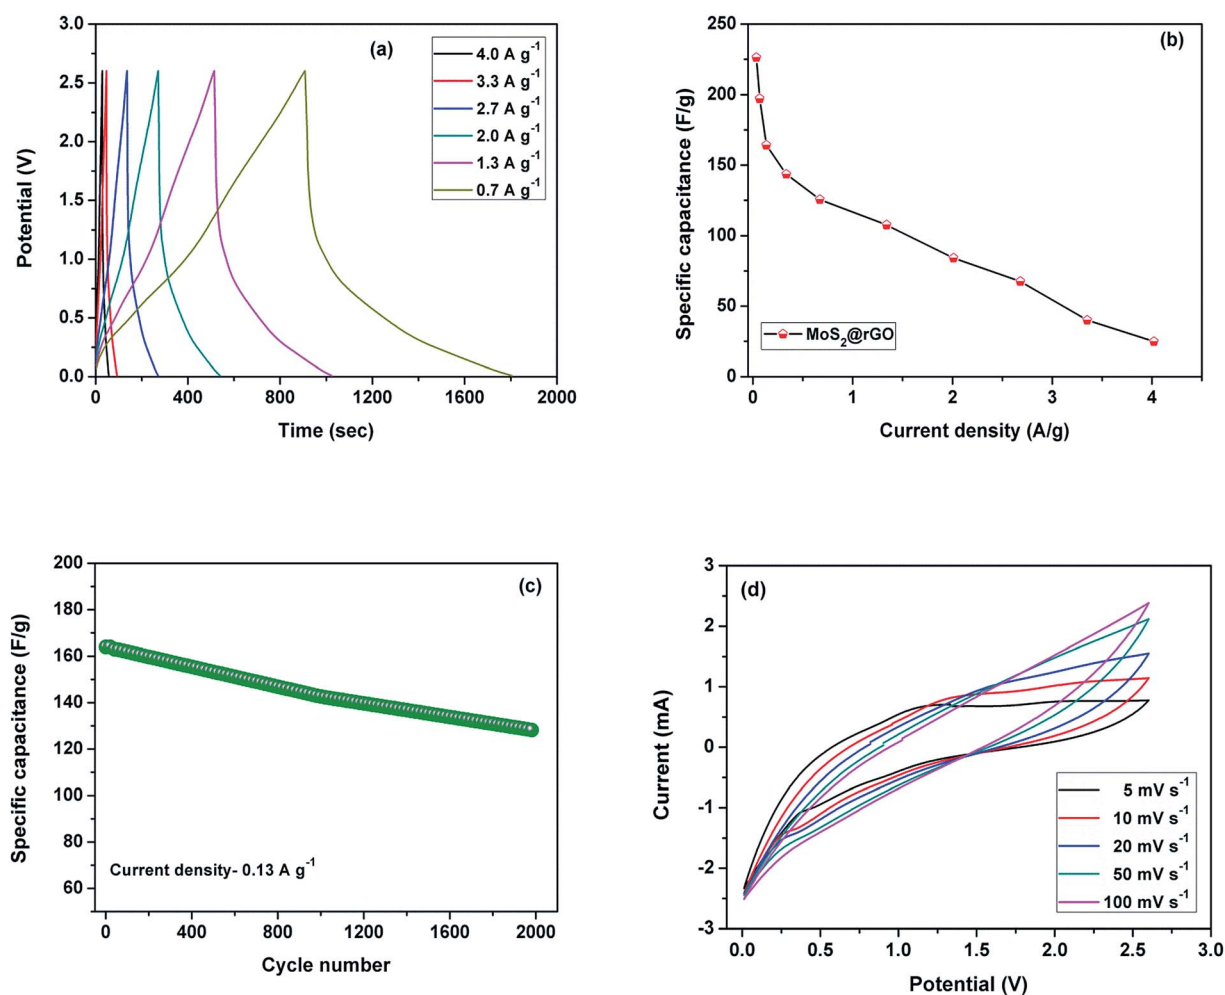 (a)
4.0 A g⁻¹
3.3 A g⁻¹
2.7 A g⁻¹
2.0 A g⁻¹
1.3 A g⁻¹
0.7 A g⁻¹
3.0
2.5
2.0
1.5
1.0
0.5
0.0
Potential (V)
0 400 800 1200 1600 2000
Time (sec)
(b)
250
200
150
100
50
0
Specific capacitance (F/g)
MoS₂@rGO
0 1 2 3 4
Current density (A/g)
(c)
200
180
160
140
120
100
80
60
Specific capacitance (F/g)
Current density- 0.13 A g⁻¹
0 400 800 1200 1600 2000
Cycle number
(d)
3
2
1
0
-1
-2
-3
Current (mA)
5 mV s⁻¹
10 mV s⁻¹
20 mV s⁻¹
50 mV s⁻¹
100 mV s⁻¹
0.0 0.5 1.0 1.5 2.0 2.5 3.0
Potential (V)